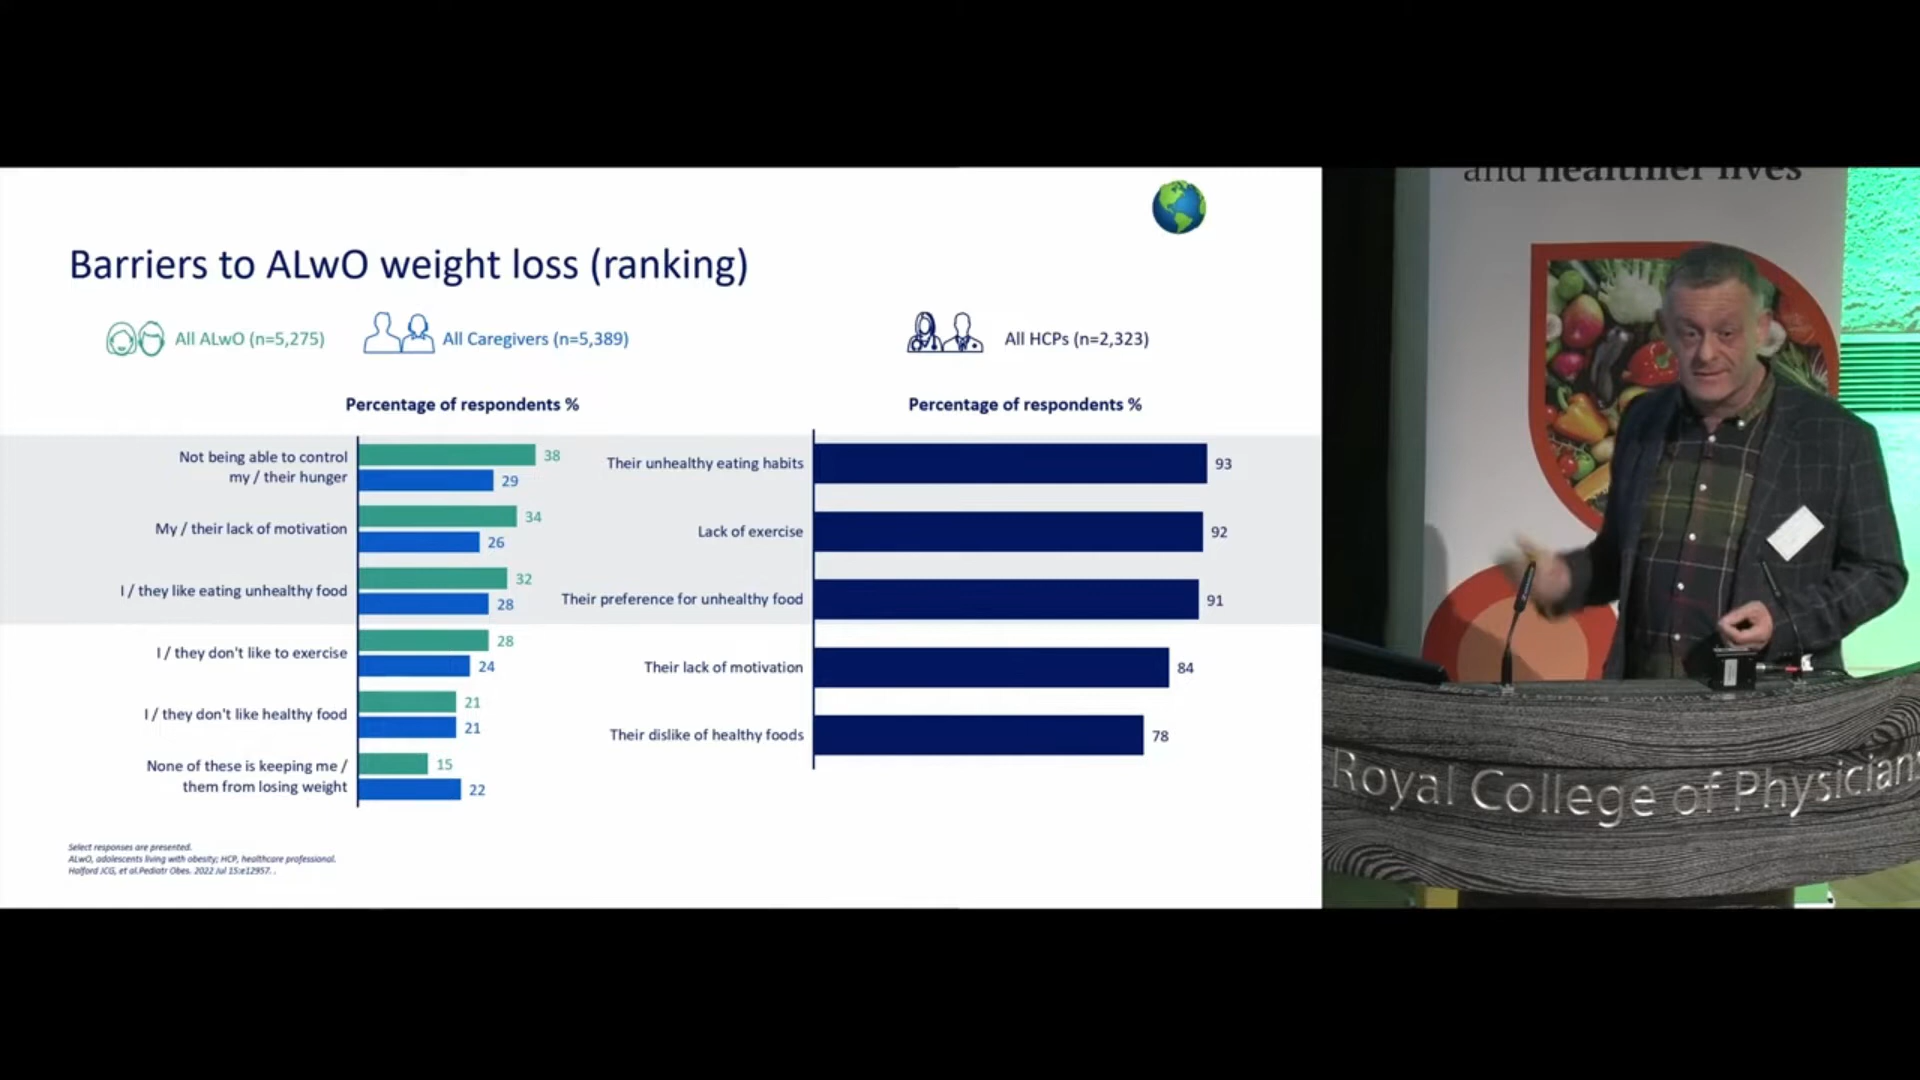 Barriers to ALwO weight loss (ranking)
All ALwO (n=5,275)
All Caregivers (n=5,389)
All HCPs (n=2,323)
Percentage of respondents %
Not being able to control
my / their hunger
38
29
My / their lack of motivation
34
26
I / they like eating unhealthy food
32
28
I / they don't like to exercise
28
24
I / they don't like healthy food
21
21
None of these is keeping me /
them from losing weight
15
22
Percentage of respondents %
Their unhealthy eating habits
93
Lack of exercise
92
Their preference for unhealthy food
91
Their lack of motivation
84
Their dislike of healthy foods
78
Select responses are presented.
ALwO, adolescents living with obesity; HCP, healthcare professional.
Halford JCG, et al.Pediatr Obes. 2022 Jul 15:e12957. .
and healthier lives
Royal College of Physicians